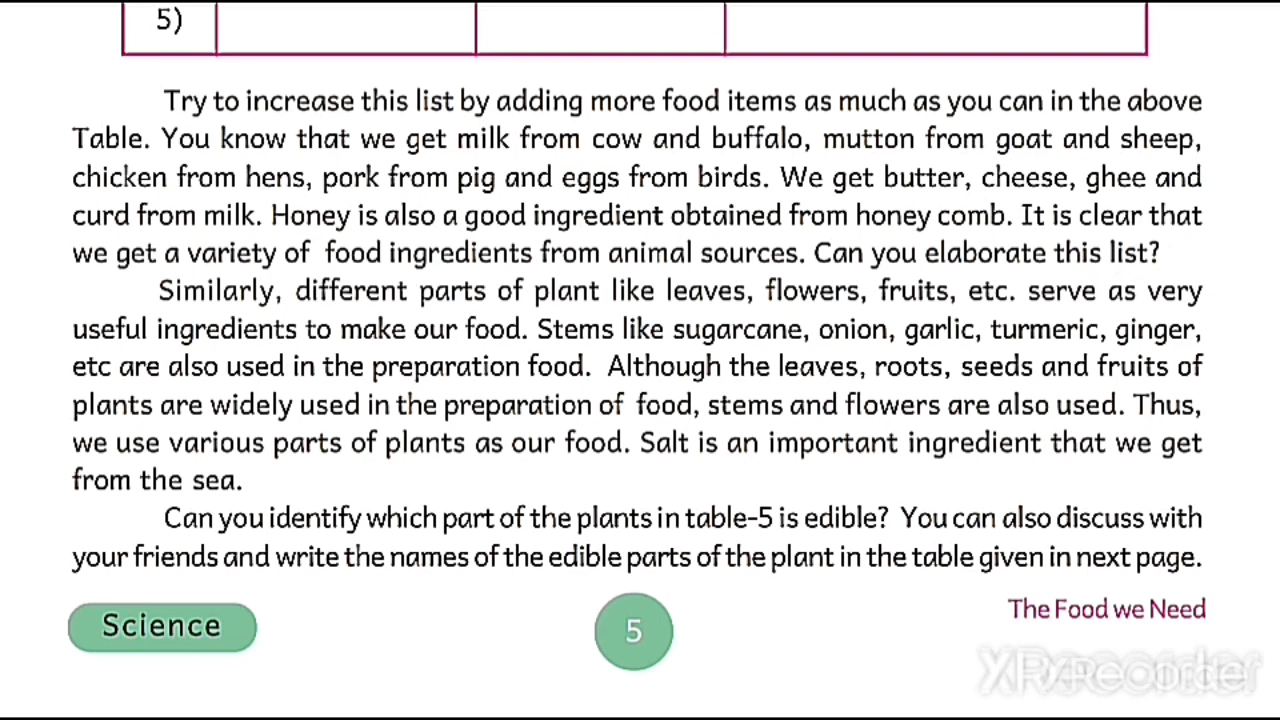 5)
Try to increase this list by adding more food items as much as you can in the above
Table. You know that we get milk from cow and buffalo, mutton from goat and sheep,
chicken from hens, pork from pig and eggs from birds. We get butter, cheese, ghee and
curd from milk. Honey is also a good ingredient obtained from honey comb. It is clear that
we get a variety of food ingredients from animal sources. Can you elaborate this list?
Similarly, different parts of plant like leaves, flowers, fruits, etc. serve as very
useful ingredients to make our food. Stems like sugarcane, onion, garlic, turmeric, ginger,
etc are also used in the preparation food. Although the leaves, roots, seeds and fruits of
plants are widely used in the preparation of food, stems and flowers are also used. Thus,
we use various parts of plants as our food. Salt is an important ingredient that we get
from the sea.
Can you identify which part of the plants in table-5 is edible? You can also discuss with
your friends and write the names of the edible parts of the plant in the table given in next page.
The Food we Need
Science
5